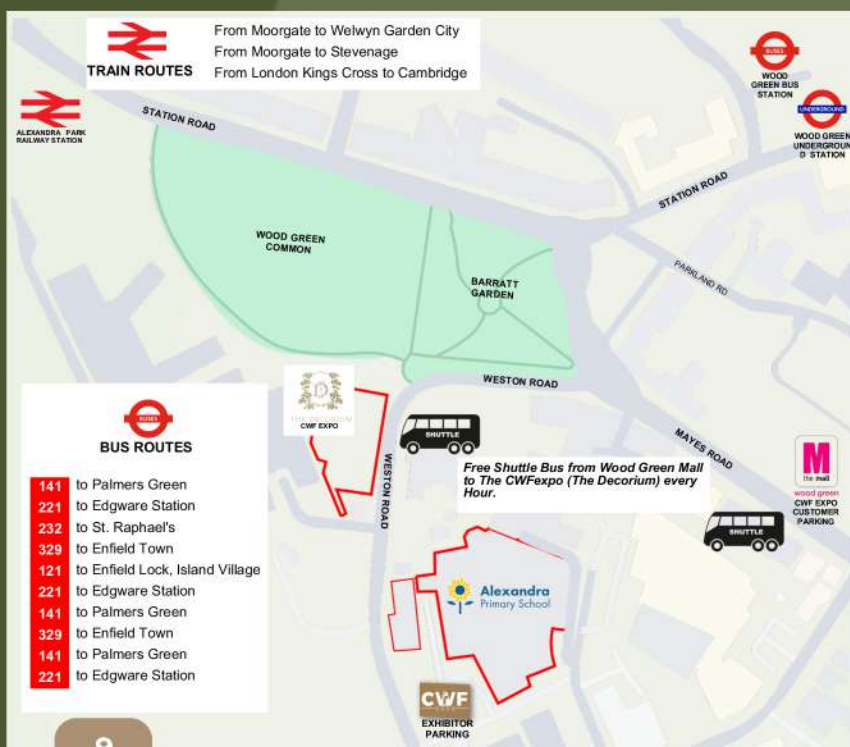 From Moorgate to Welwyn Garden City
From Moorgate to Stevenage
From London Kings Cross to Cambridge
TRAIN ROUTES
ALEXANDRA PARK
RAILWAY STATION
STATION ROAD
BUSES
WOOD
GREEN BUS
STATION
UNDERGROUND
WOOD GREEN
UNDERGROUN
D STATION
STATION ROAD
WOOD GREEN
COMMON
BARRATT
GARDEN
PARKLAND RD
WESTON ROAD
D
THE DECORIUM
CWF EXPO
SHUTTLE
WESTON ROAD
MAYES ROAD
Free Shuttle Bus from Wood Green Mall
to The CWFexpo (The Decorium) every
Hour.
M
the mall
wood green
CWF EXPO
CUSTOMER
PARKING
SHUTTLE
BUSES
BUS ROUTES
141 to Palmers Green
221 to Edgware Station
232 to St. Raphael's
329 to Enfield Town
121 to Enfield Lock, Island Village
221 to Edgware Station
141 to Palmers Green
329 to Enfield Town
141 to Palmers Green
221 to Edgware Station
Alexandra
Primary School
CWF
EXPO
EXHIBITOR
PARKING